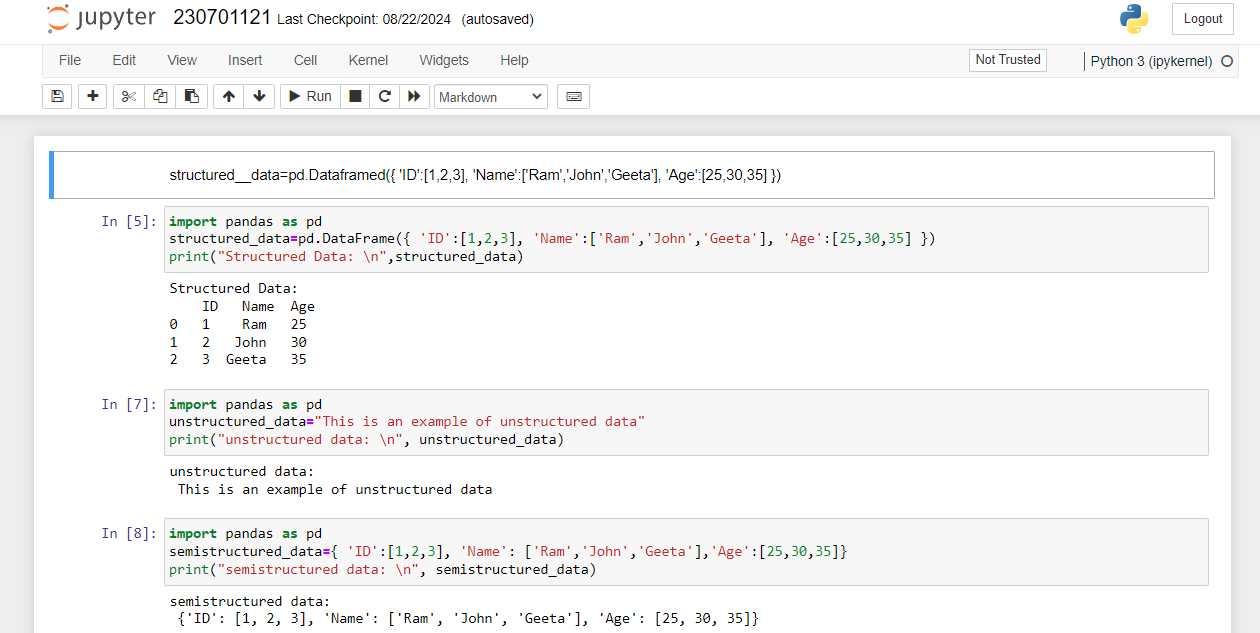 jupyter 230701121 Last Checkpoint: 08/22/2024 (autosaved)
Logout
File Edit View Insert Cell Kernel Widgets Help
Not Trusted
Python 3 (ipykernel)
Run
Markdown
structured__data=pd.Dataframed({ 'ID':[1,2,3], 'Name':['Ram','John','Geeta'], 'Age':[25,30,35] })
In [5]:
import pandas as pd
structured_data=pd.DataFrame({ 'ID':[1,2,3], 'Name':['Ram','John','Geeta'], 'Age':[25,30,35] })
print("Structured Data: \n",structured_data)
Structured Data:
    ID   Name  Age
0   1    Ram   25
1   2   John   30
2   3  Geeta   35
In [7]:
import pandas as pd
unstructured_data="This is an example of unstructured data"
print("unstructured data: \n", unstructured_data)
unstructured data:
 This is an example of unstructured data
In [8]:
import pandas as pd
semistructured_data={ 'ID':[1,2,3], 'Name': ['Ram','John','Geeta'],'Age':[25,30,35]}
print("semistructured data: \n", semistructured_data)
semistructured data:
 {'ID': [1, 2, 3], 'Name': ['Ram', 'John', 'Geeta'], 'Age': [25, 30, 35]}